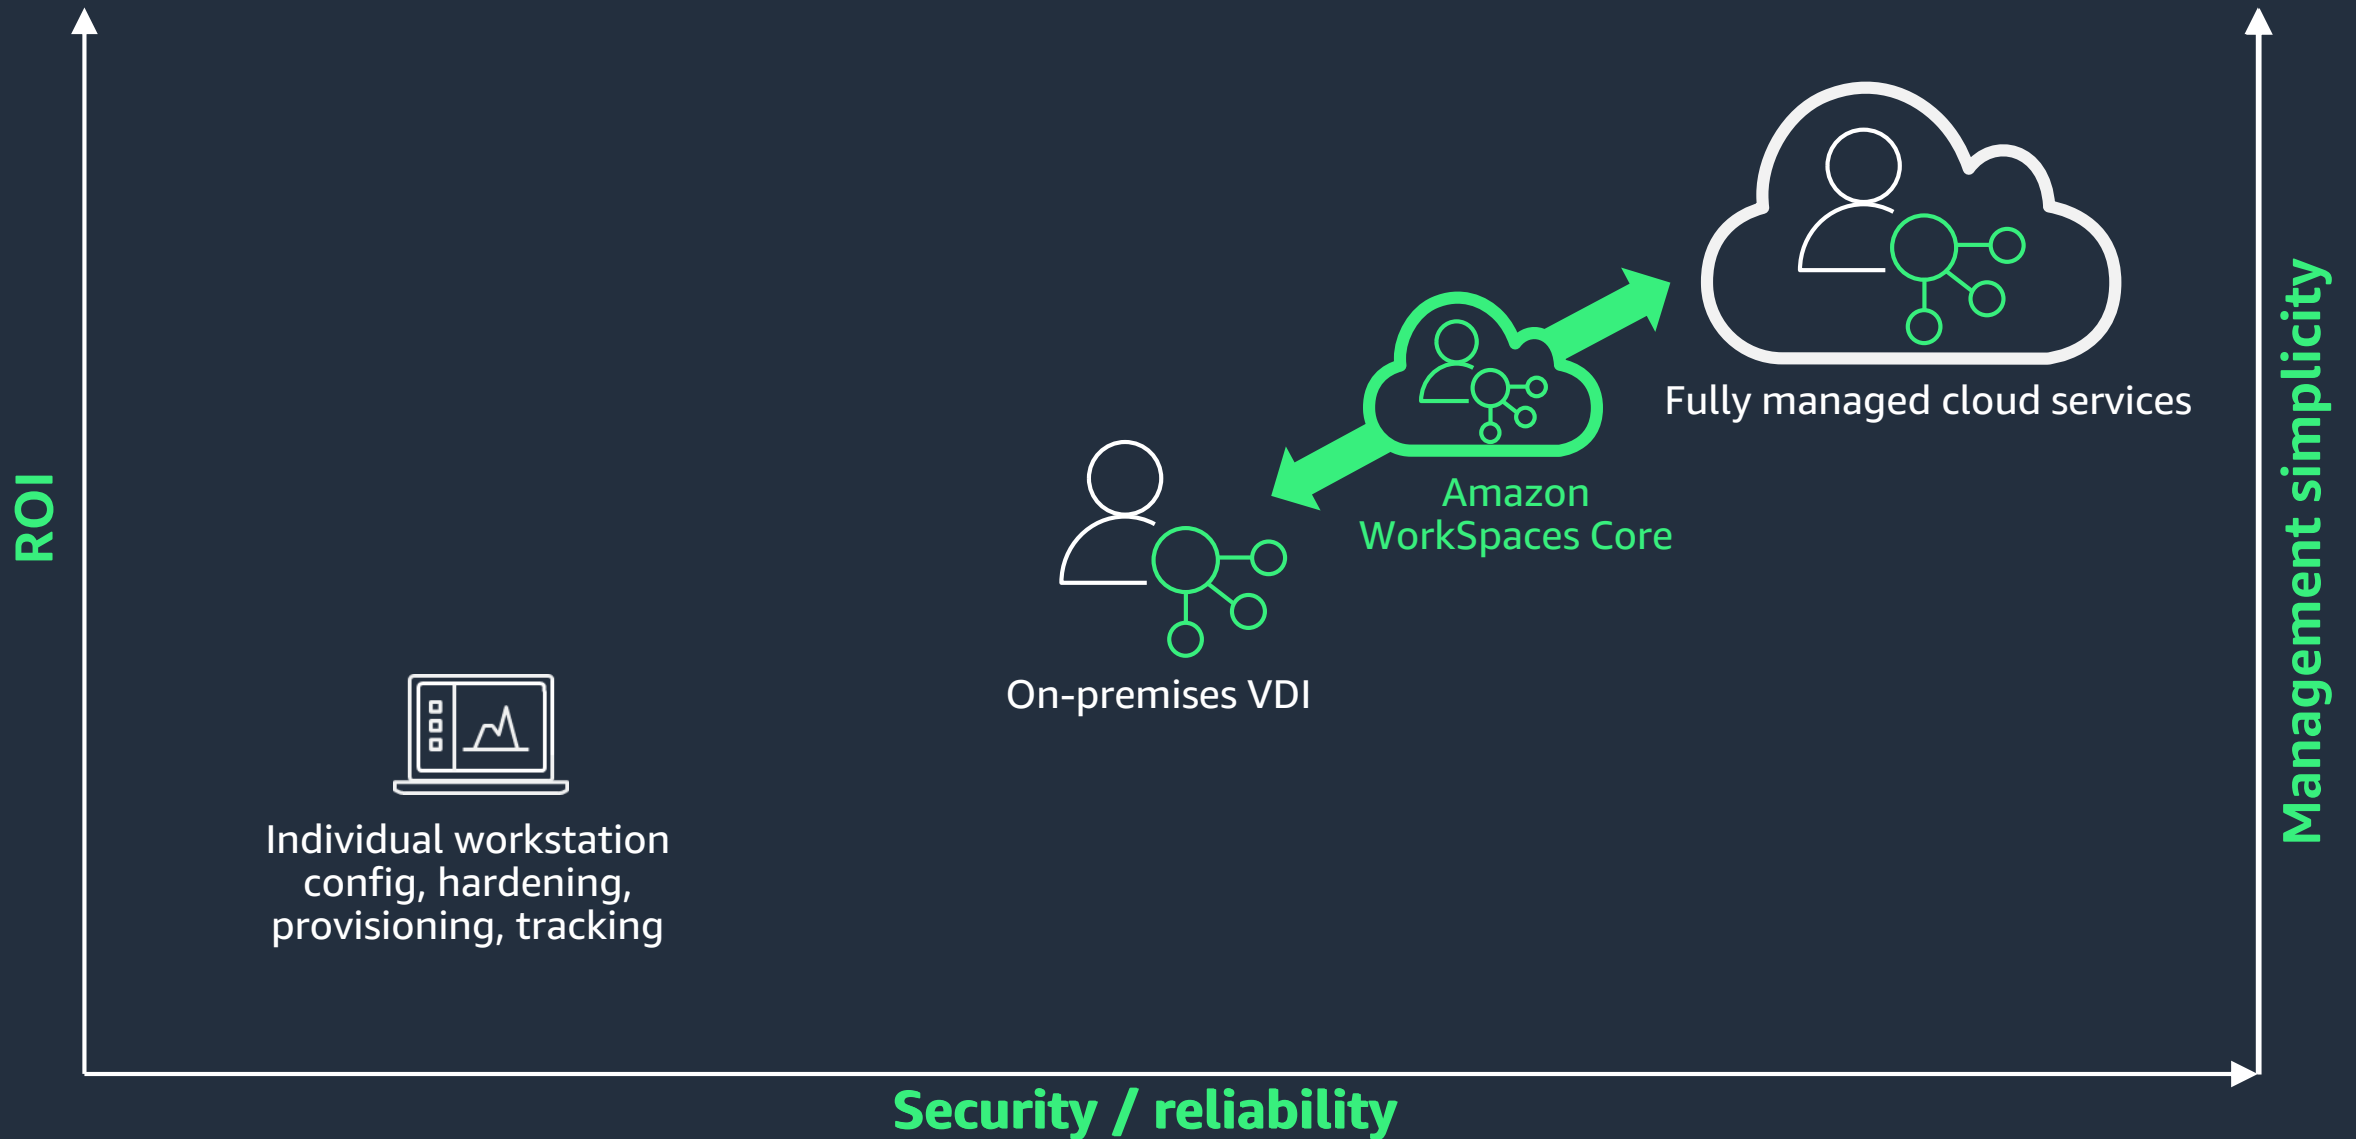 ROI
Management simplicity
Fully managed cloud services
Amazon
WorkSpaces Core
On-premises VDI
Individual workstation
config, hardening,
provisioning, tracking
Security / reliability